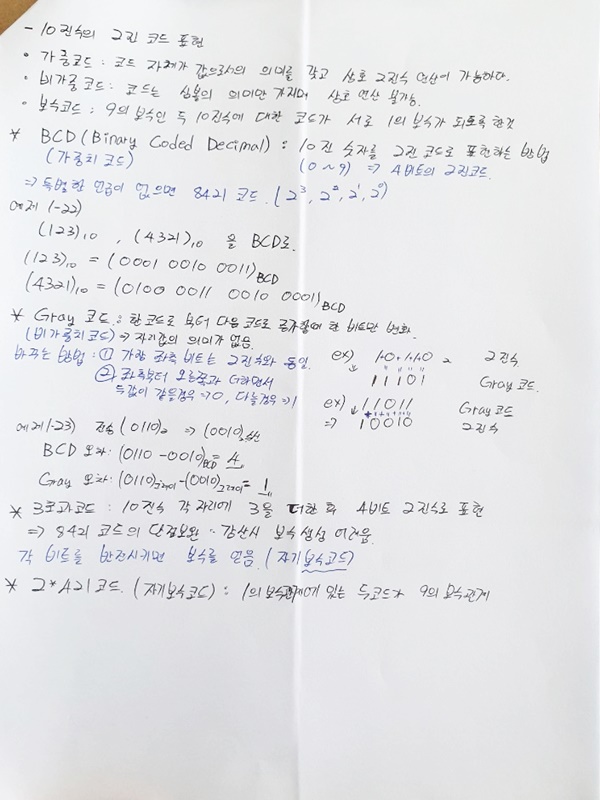 - 10진수의 2진 코드 표현
• 가중코드 : 코드 자체가 값으로서의 의미를 갖고 상호 2진수 연산이 가능하다.
• 비가중 코드 : 코드는 심볼의 의미만 가지며 상호 연산 불가능.
• 보수코드 : 9의 보수인 두 10진수에 대한 코드가 서로 1의 보수가 되도록 한것
* BCD (Binary Coded Decimal) : 10진 숫자를 2진 코드로 표현하는 방법
(가중치 코드) (0 ~ 9) ⇒ 4비트의 2진코드.
⇒ 특별한 언급이 없으면 8421 코드. (2³, 2², 2¹, 2⁰)
예제 1-22)
(123)₁₀ , (4321)₁₀ 을 BCD로.
(123)₁₀ = (0001 0010 0011)BCD
(4321)₁₀ = (0100 0011 0010 0001)BCD
* Gray 코드 : 한 코드로 부터 다음 코드로 증가할때 한 비트만 변화.
(비가중치코드) ⇒ 자리값의 의미가 없음.
바꾸는 방법 : ① 가장 좌측 비트는 2진수와 동일. ex) 10110 2진수
② 좌측부터 오른쪽과 더하면서 ↓ 11101 Gray 코드.
두값이 같을경우 ⇒ 0, 다를경우 ⇒ 1 ex) 11011 Gray 코드
⇒ 10010 2진수
예제 1-23) 전송 (0110)₂ ⇒ (0010)₂ 수신
BCD 오차: (0110 - 0010)BCD = 4
Gray 오차: (0110)그레이 - (0010)그레이 = 1
* 3초과코드 : 10진수 각 자리에 3을 더한 후 4비트 2진수로 표현
⇒ 8421 코드의 단점보완 · 감산시 보수생성 어려움.
각 비트를 반전시키면 보수를 얻음. (자기보수코드)
* 2*421코드. (자기보수코드) : 1의 보수관계에 있는 두코드가 9의 보수관계